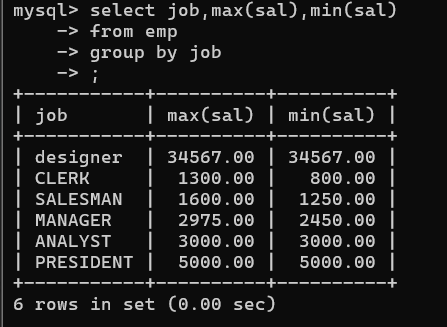 mysql> select job,max(sal),min(sal)
    -> from emp
    -> group by job
    -> ;
+-----------+----------+----------+
| job       | max(sal) | min(sal) |
+-----------+----------+----------+
| designer  | 34567.00 | 34567.00 |
| CLERK     |  1300.00 |   800.00 |
| SALESMAN  |  1600.00 |  1250.00 |
| MANAGER   |  2975.00 |  2450.00 |
| ANALYST   |  3000.00 |  3000.00 |
| PRESIDENT |  5000.00 |  5000.00 |
+-----------+----------+----------+
6 rows in set (0.00 sec)